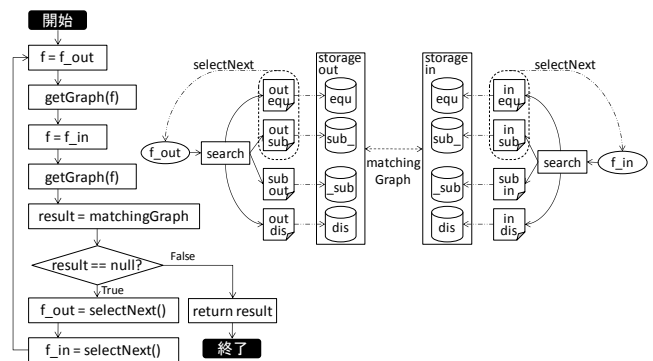 開始
f = f_out
getGraph(f)
f = f_in
getGraph(f)
result = matchingGraph
result == null?
False
True
f_out = selectNext()
return result
f_in = selectNext()
終了
selectNext
f_out
search
out
equ
out
sub
sub
out
out
dis
storage
out
equ
sub_
_sub
dis
matching
Graph
storage
in
equ
sub_
_sub
dis
in
equ
in
sub
sub
in
in
dis
selectNext
search
f_in